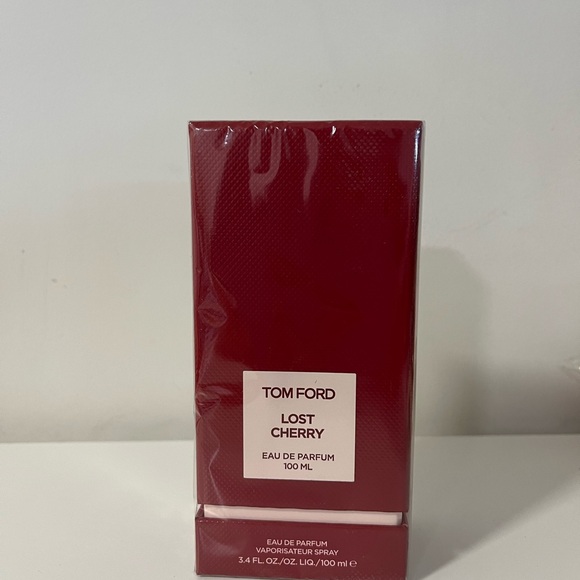 TOM FORD
LOST
CHERRY
EAU DE PARFUM
100 ML
EAU DE PARFUM
VAPORISATEUR SPRAY
3.4 FL. OZ./OZ. LIQ./100 ml ℮